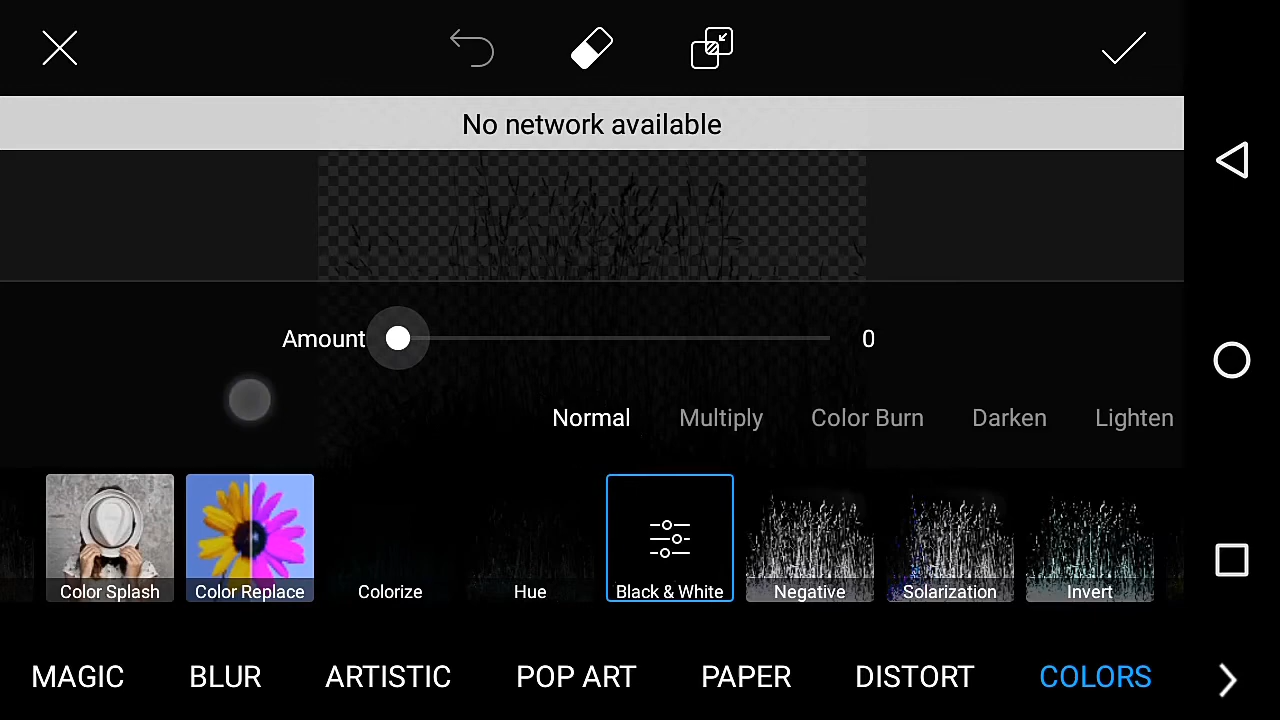 No network available
Amount 0
Normal Multiply Color Burn Darken Lighten
Color Splash Color Replace Colorize Hue Black & White Negative Solarization Invert
MAGIC BLUR ARTISTIC POP ART PAPER DISTORT COLORS